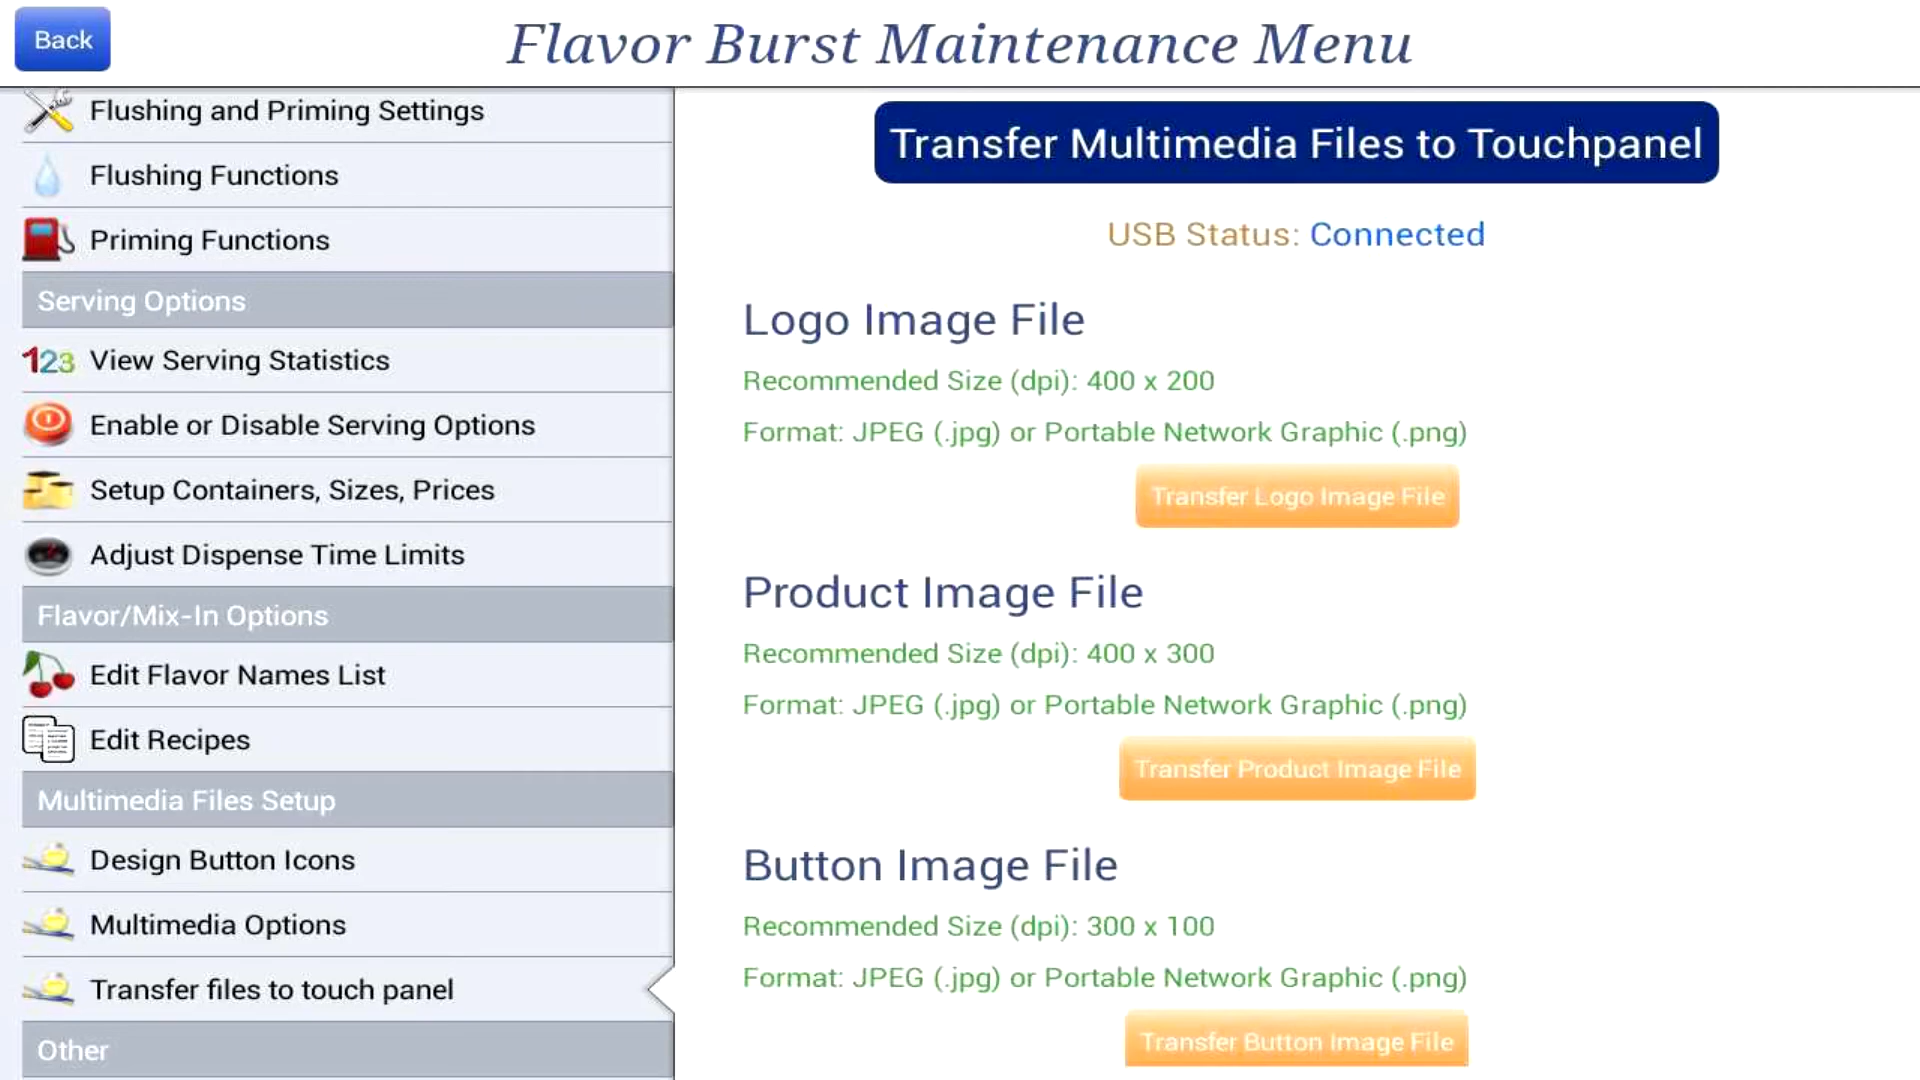 Back
Flavor Burst Maintenance Menu
Flushing and Priming Settings
Flushing Functions
Priming Functions
Serving Options
123 View Serving Statistics
Enable or Disable Serving Options
Setup Containers, Sizes, Prices
Adjust Dispense Time Limits
Flavor/Mix-In Options
Edit Flavor Names List
Edit Recipes
Multimedia Files Setup
Design Button Icons
Multimedia Options
Transfer files to touch panel
Other
Transfer Multimedia Files to Touchpanel
USB Status: Connected
Logo Image File
Recommended Size (dpi): 400 x 200
Format: JPEG (.jpg) or Portable Network Graphic (.png)
Transfer Logo Image File
Product Image File
Recommended Size (dpi): 400 x 300
Format: JPEG (.jpg) or Portable Network Graphic (.png)
Transfer Product Image File
Button Image File
Recommended Size (dpi): 300 x 100
Format: JPEG (.jpg) or Portable Network Graphic (.png)
Transfer Button Image File